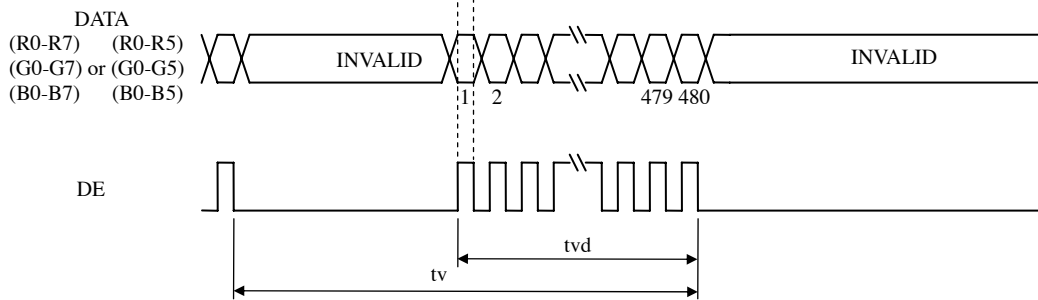 DATA
(R0-R7) (R0-R5)
(G0-G7) or (G0-G5)
(B0-B7) (B0-B5)
INVALID
INVALID
1 2 479 480
DE
tvd
tv